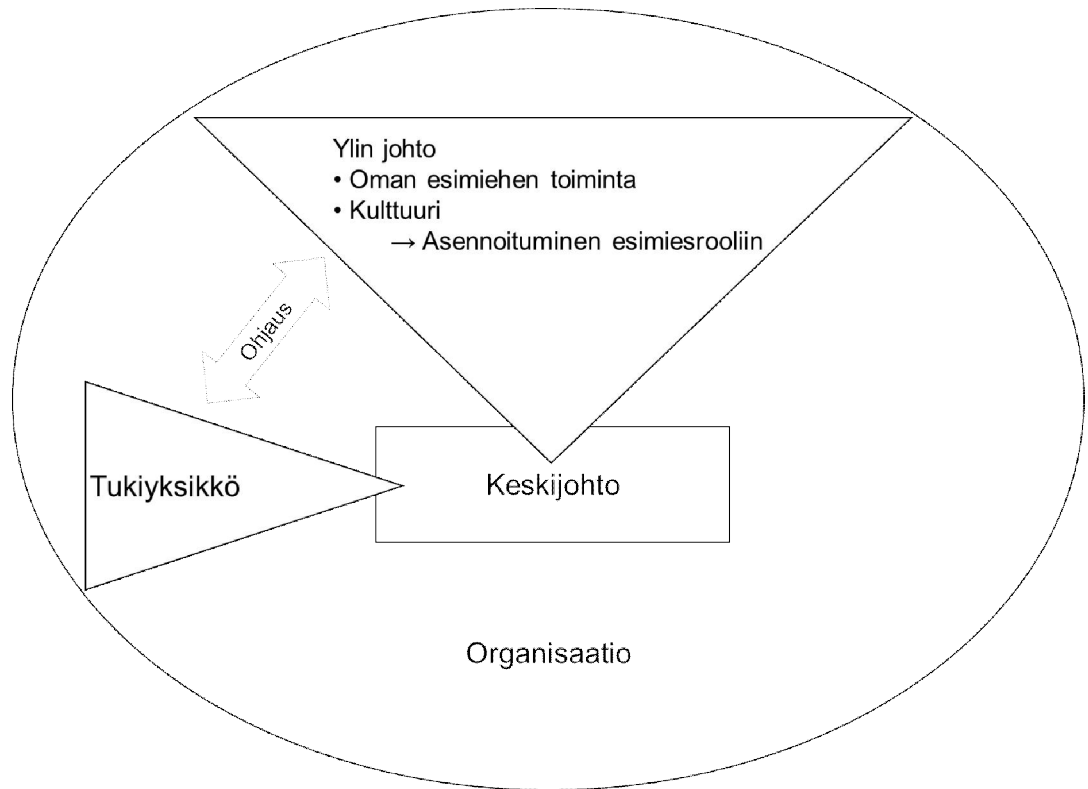 Ylin johto
• Oman esimiehen toiminta
• Kulttuuri
→ Asennoituminen esimiesrooliin
Ohjaus
Tukiyksikkö
Keskijohto
Organisaatio